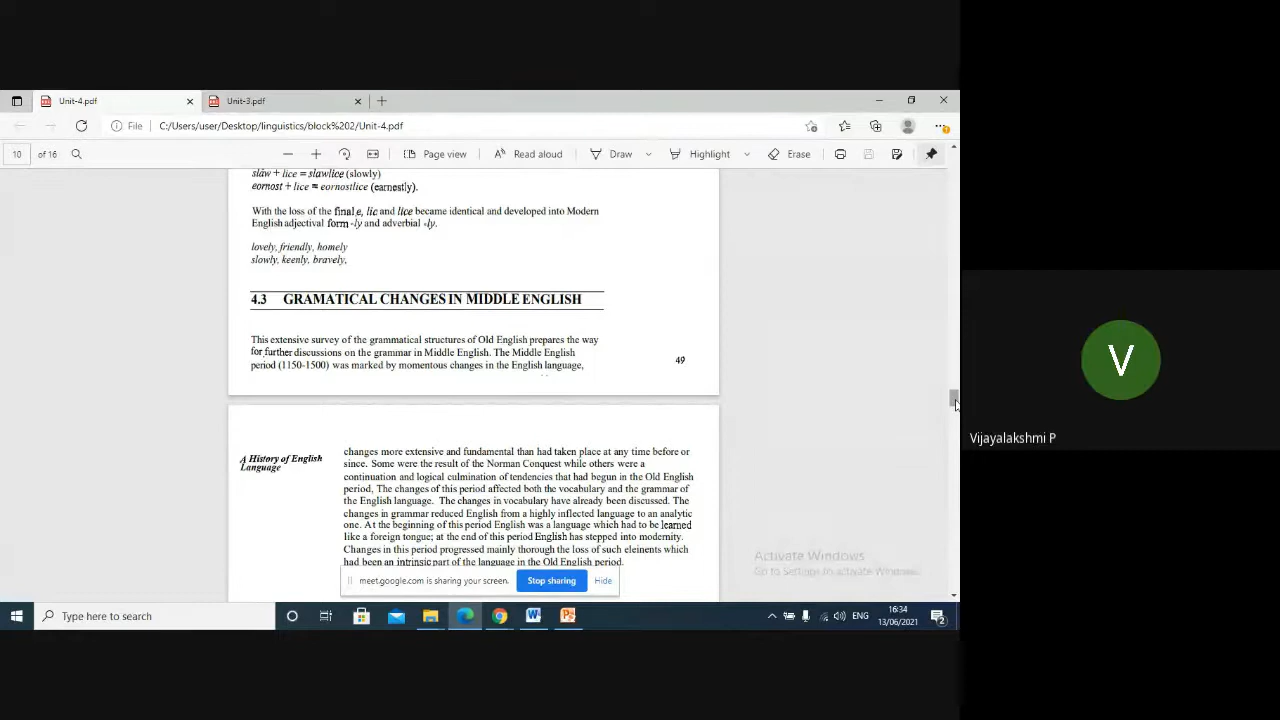 Unit-4.pdf
Unit-3.pdf
File
C:/Users/user/Desktop/linguistics/block%202/Unit-4.pdf
10 of 16
Page view
Read aloud
Draw
Highlight
Erase
slāw + lice = slawlice (slowly)
eornost + lice = eornostlice (earnestly).
With the loss of the final e, lic and lice became identical and developed into Modern
English adjectival form -ly and adverbial -ly.
lovely, friendly, homely
slowly, keenly, bravely,
4.3 GRAMATICAL CHANGES IN MIDDLE ENGLISH
This extensive survey of the grammatical structures of Old English prepares the way
for further discussions on the grammar in Middle English. The Middle English
period (1150-1500) was marked by momentous changes in the English language,
49
A History of English
Language
changes more extensive and fundamental than had taken place at any time before or
since. Some were the result of the Norman Conquest while others were a
continuation and logical culmination of tendencies that had begun in the Old English
period, The changes of this period affected both the vocabulary and the grammar of
the English language. The changes in vocabulary have already been discussed. The
changes in grammar reduced English from a highly inflected language to an analytic
one. At the beginning of this period English was a language which had to be learned
like a foreign tongue; at the end of this period English has stepped into modernity.
Changes in this period progressed mainly thorough the loss of such eleinents which
had been an intrinsic part of the language in the Old English period.
Activate Windows
Go to Settings to activate Windows.
meet.google.com is sharing your screen.
Stop sharing
Hide
Type here to search
ENG
16:34
13/06/2021
2
V
Vijayalakshmi P